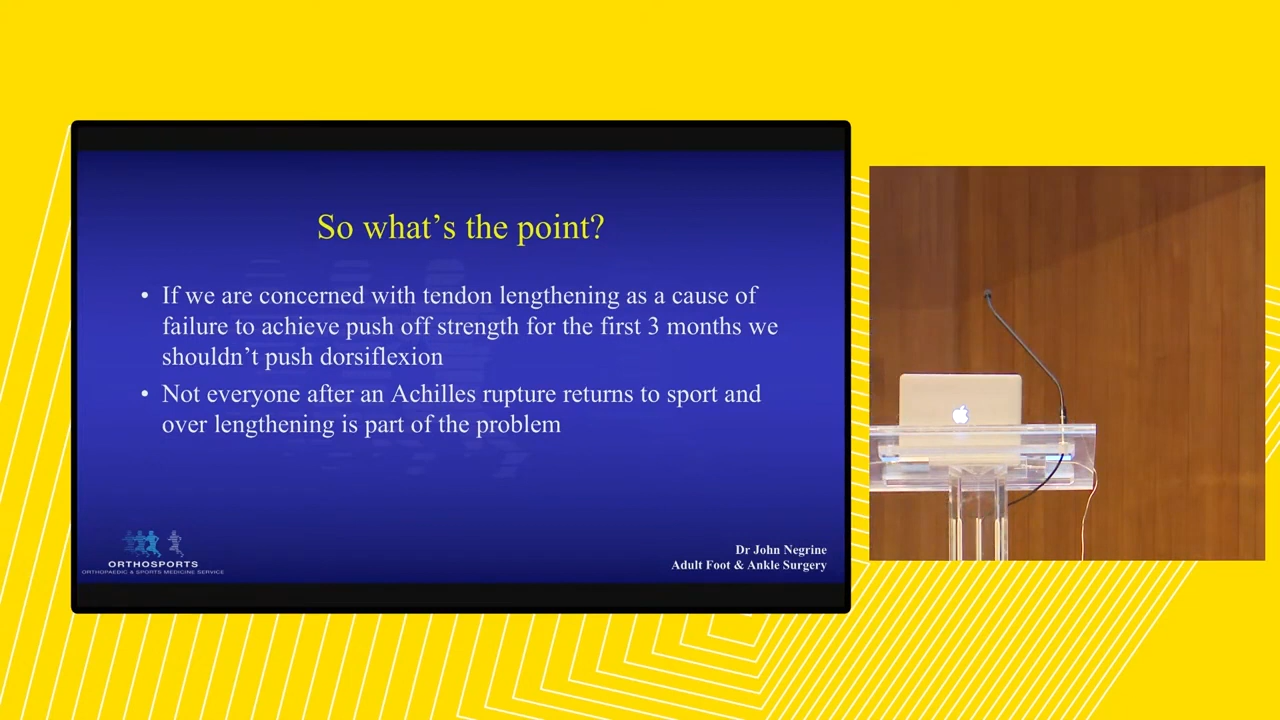 So what’s the point?
• If we are concerned with tendon lengthening as a cause of
failure to achieve push off strength for the first 3 months we
shouldn’t push dorsiflexion
• Not everyone after an Achilles rupture returns to sport and
over lengthening is part of the problem
ORTHOSPORTS
ORTHOPAEDIC & SPORTS MEDICINE SERVICE
Dr John Negrine
Adult Foot & Ankle Surgery